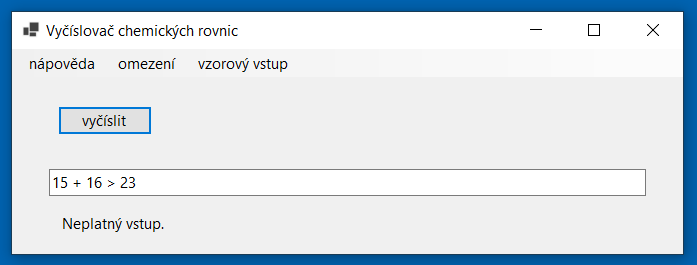 Vyčíslovač chemických rovnic
nápověda omezení vzorový vstup
vyčíslit
15 + 16 > 23
Neplatný vstup.